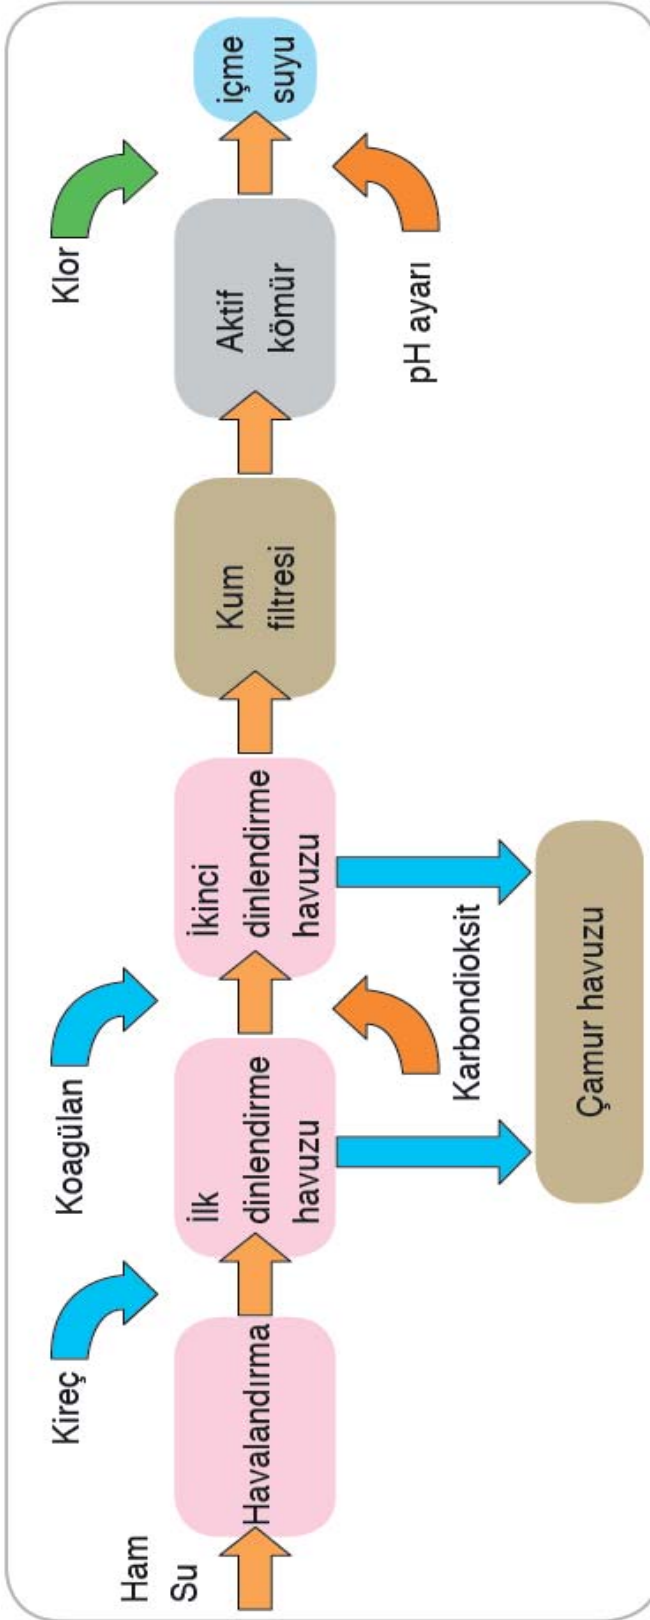 Ham
Su
Havalandırma
Kireç
İlk
dinlendirme
havuzu
Koagülan
Karbondioksit
İkinci
dinlendirme
havuzu
Çamur havuzu
Kum
filtresi
Aktif
kömür
Klor
pH ayarı
içme
suyu